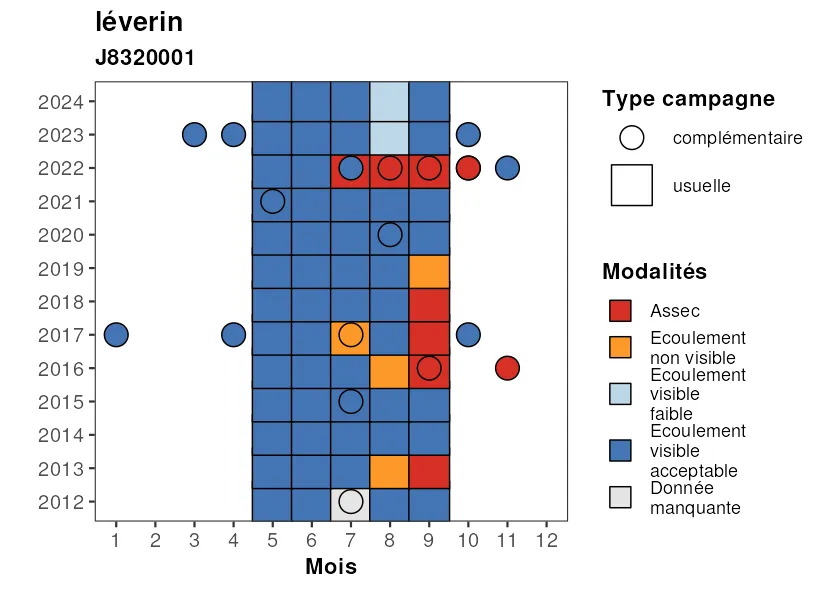 léverin
J8320001
2024
2023
2022
2021
2020
2019
2018
2017
2016
2015
2014
2013
2012
1 2 3 4 5 6 7 8 9 10 11 12
Mois
Type campagne
complémentaire
usuelle
Modalités
Assec
Ecoulement
non visible
Ecoulement
visible
faible
Ecoulement
visible
acceptable
Donnée
manquante